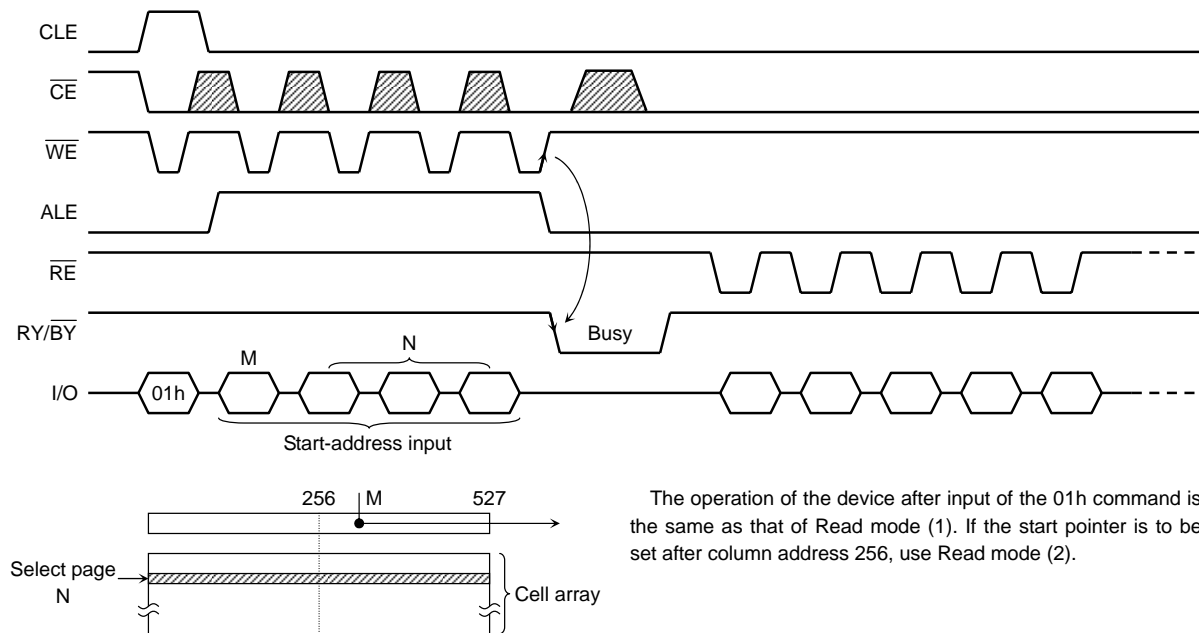 CLE
CE
WE
ALE
RE
RY/BY
Busy
M
N
I/O
01h
Start-address input
256
M
527
Select page
N
Cell array
The operation of the device after input of the 01h command is
the same as that of Read mode (1). If the start pointer is to be
set after column address 256, use Read mode (2).